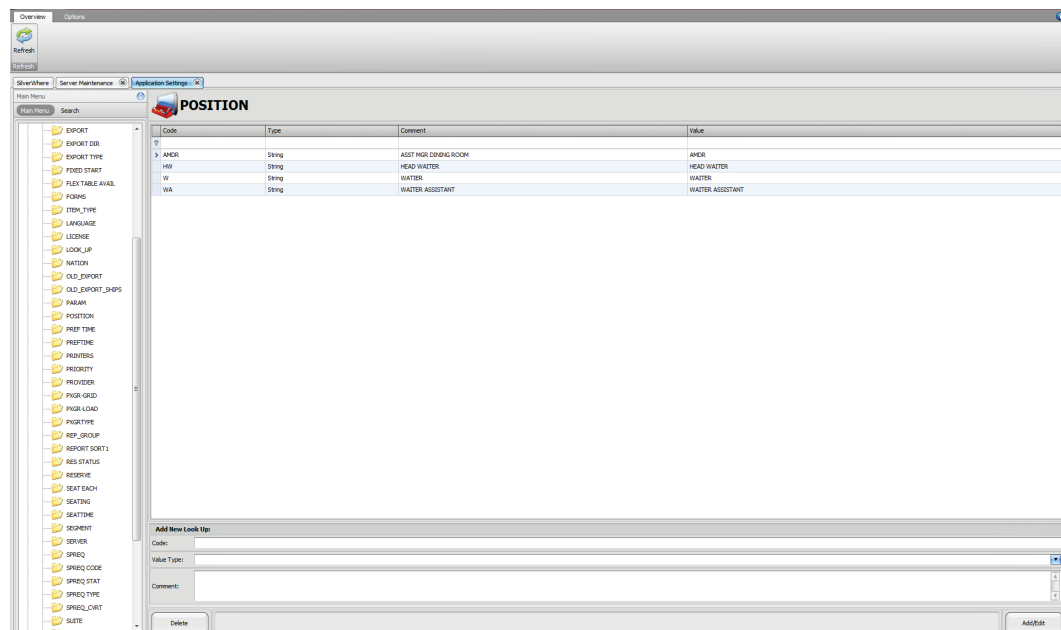 Overview Options
Refresh
Refresh
SilverWhere Server Maintenance Application Settings
Main Menu
Main Menu Search
POSITION
EXPORT
EXPORT DIR
EXPORT TYPE
FIXED START
FLEX TABLE AVAIL
FORMS
ITEM_TYPE
LANGUAGE
LICENSE
LOOK_UP
NATION
OLD_EXPORT
OLD_EXPORT_SHIPS
PARAM
POSITION
PREF TIME
PREFTIME
PRINTERS
PRIORITY
PROVIDER
PXGR-GRID
PXGR-LOAD
PXGRTYPE
REP_GROUP
REPORT SORT1
RES STATUS
RESERVE
SEAT EACH
SEATING
SEATTIME
SEGMENT
SERVER
SPREQ
SPREQ CODE
SPREQ STAT
SPREQ TYPE
SPREQ_CVRT
SUITE
Code Type Comment Value
AMDR String ASST MGR DINING ROOM AMDR
HW String HEAD WAITER HEAD WAITER
W String WATIER WAITER
WA String WAITER ASSISTANT WAITER ASSISTANT
Add New Look Up:
Code:
Value Type:
Comment:
Delete Add/Edit